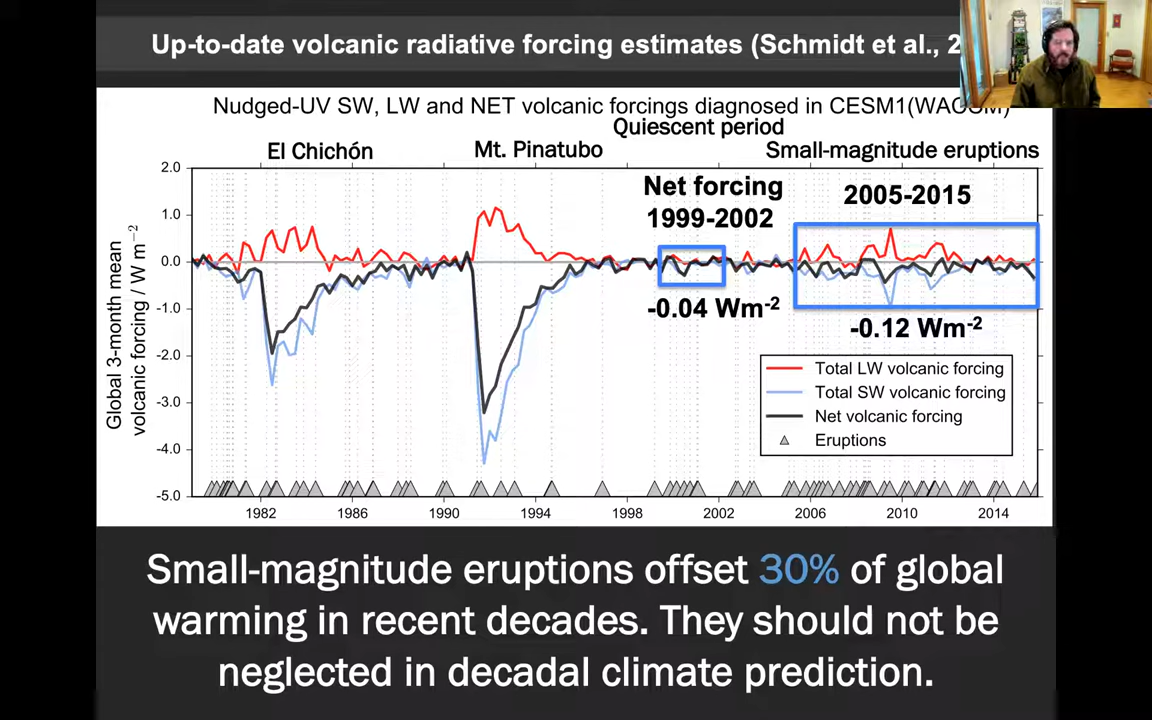 Up-to-date volcanic radiative forcing estimates (Schmidt et al.,
Nudged-UV SW, LW and NET volcanic forcings diagnosed in CESM1(WACCM)
Quiescent period
El Chichón
Mt. Pinatubo
Small-magnitude eruptions
Net forcing
1999-2002
2005-2015
-0.04 Wm-2
-0.12 Wm-2
Global 3-month mean
volcanic forcing / W m−2
2.0
1.0
0.0
-1.0
-2.0
-3.0
-4.0
-5.0
Total LW volcanic forcing
Total SW volcanic forcing
Net volcanic forcing
Eruptions
1982 1986 1990 1994 1998 2002 2006 2010 2014
Small-magnitude eruptions offset 30% of global
warming in recent decades. They should not be
neglected in decadal climate prediction.